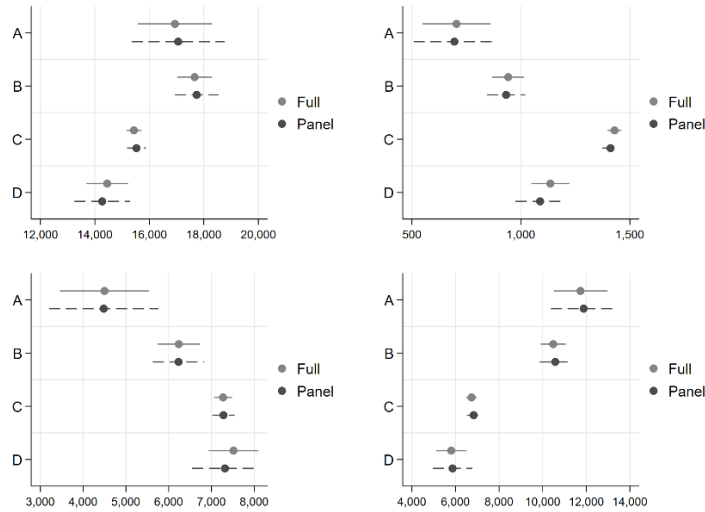 A
B
C
D
12,000 14,000 16,000 18,000 20,000
Full
Panel
A
B
C
D
500 1,000 1,500
Full
Panel
A
B
C
D
3,000 4,000 5,000 6,000 7,000 8,000
Full
Panel
A
B
C
D
4,000 6,000 8,000 10,000 12,000 14,000
Full
Panel